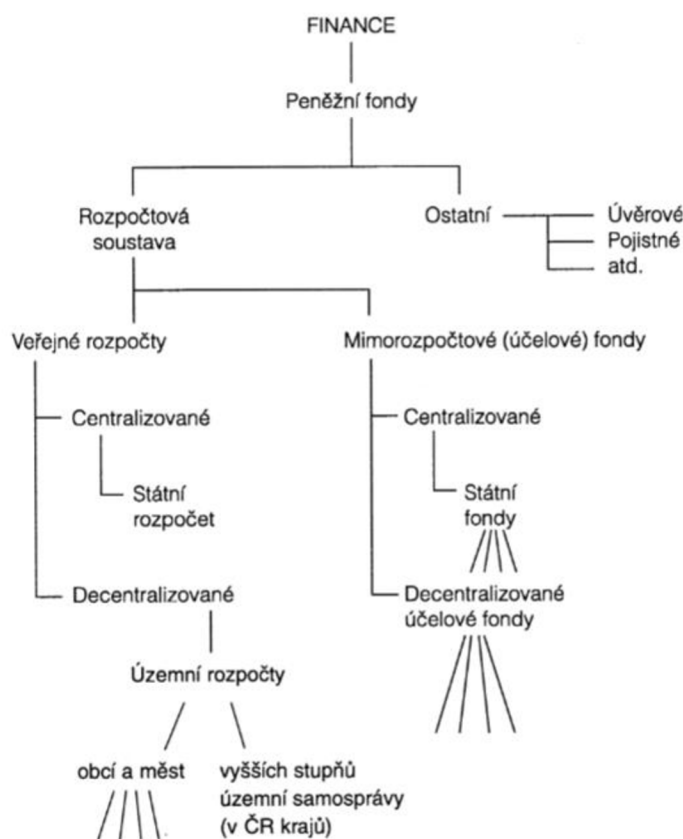 FINANCE
Peněžní fondy
Rozpočtová
soustava
Ostatní
Úvěrové
Pojistné
atd.
Veřejné rozpočty
Mimorozpočtové (účelové) fondy
Centralizované
Centralizované
Státní
rozpočet
Státní
fondy
Decentralizované
Decentralizované
účelové fondy
Územní rozpočty
obcí a měst
vyšších stupňů
územní samosprávy
(v ČR krajů)